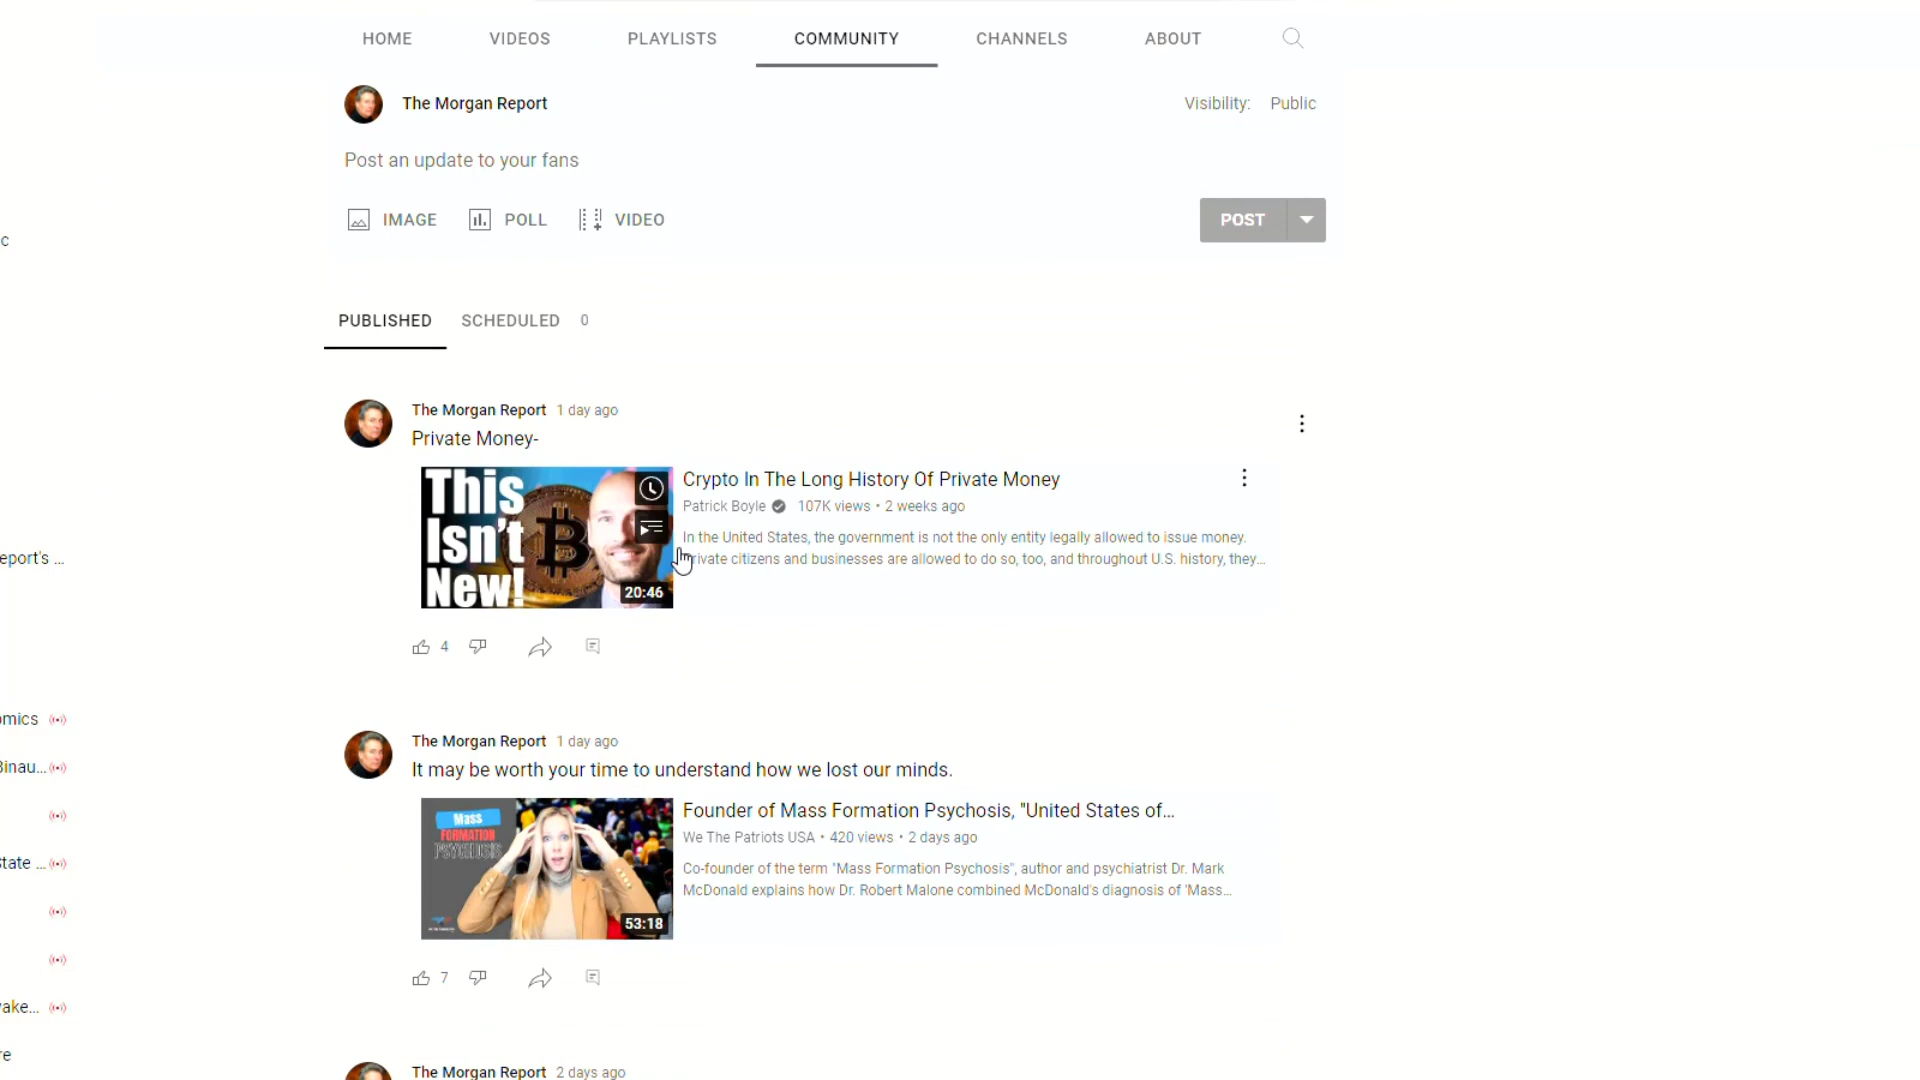 HOME VIDEOS PLAYLISTS COMMUNITY CHANNELS ABOUT
The Morgan Report Visibility: Public
Post an update to your fans
IMAGE POLL VIDEO POST
c
PUBLISHED SCHEDULED 0
The Morgan Report 1 day ago
Private Money-
This
Isn't
New!
20:46
Crypto In The Long History Of Private Money
Patrick Boyle 107K views • 2 weeks ago
In the United States, the government is not the only entity legally allowed to issue money.
Private citizens and businesses are allowed to do so, too, and throughout U.S. history, they...
eport's ...
4
omics
Binau...
tate ...
ake...
re
The Morgan Report 1 day ago
It may be worth your time to understand how we lost our minds.
Mass
FORMATION
PSYCHOSIS
53:18
Founder of Mass Formation Psychosis, "United States of...
We The Patriots USA • 420 views • 2 days ago
Co-founder of the term "Mass Formation Psychosis", author and psychiatrist Dr. Mark
McDonald explains how Dr. Robert Malone combined McDonald's diagnosis of 'Mass...
7
The Morgan Report 2 days ago